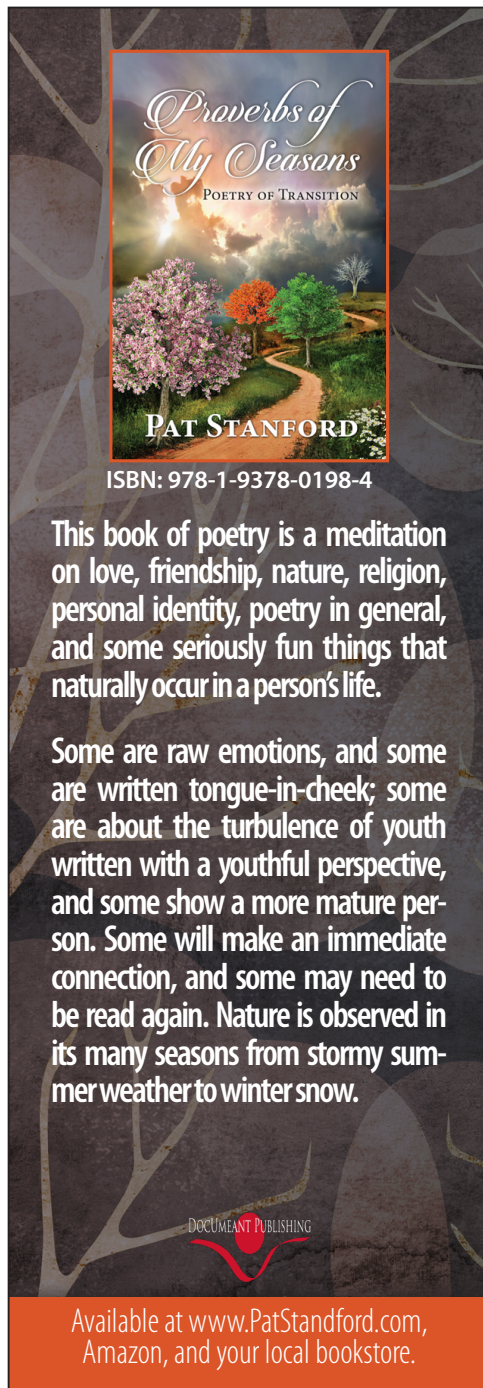 Proverbs of
My Seasons
POETRY OF TRANSITION
PAT STANFORD
ISBN: 978-1-9378-0198-4
This book of poetry is a meditation
on love, friendship, nature, religion,
personal identity, poetry in general,
and some seriously fun things that
naturally occur in a person’s life.
Some are raw emotions, and some
are written tongue-in-cheek; some
are about the turbulence of youth
written with a youthful perspective,
and some show a more mature per-
son. Some will make an immediate
connection, and some may need to
be read again. Nature is observed in
its many seasons from stormy sum-
mer weather to winter snow.
DOCUMEANT PUBLISHING
Available at www.PatStandford.com,
Amazon, and your local bookstore.